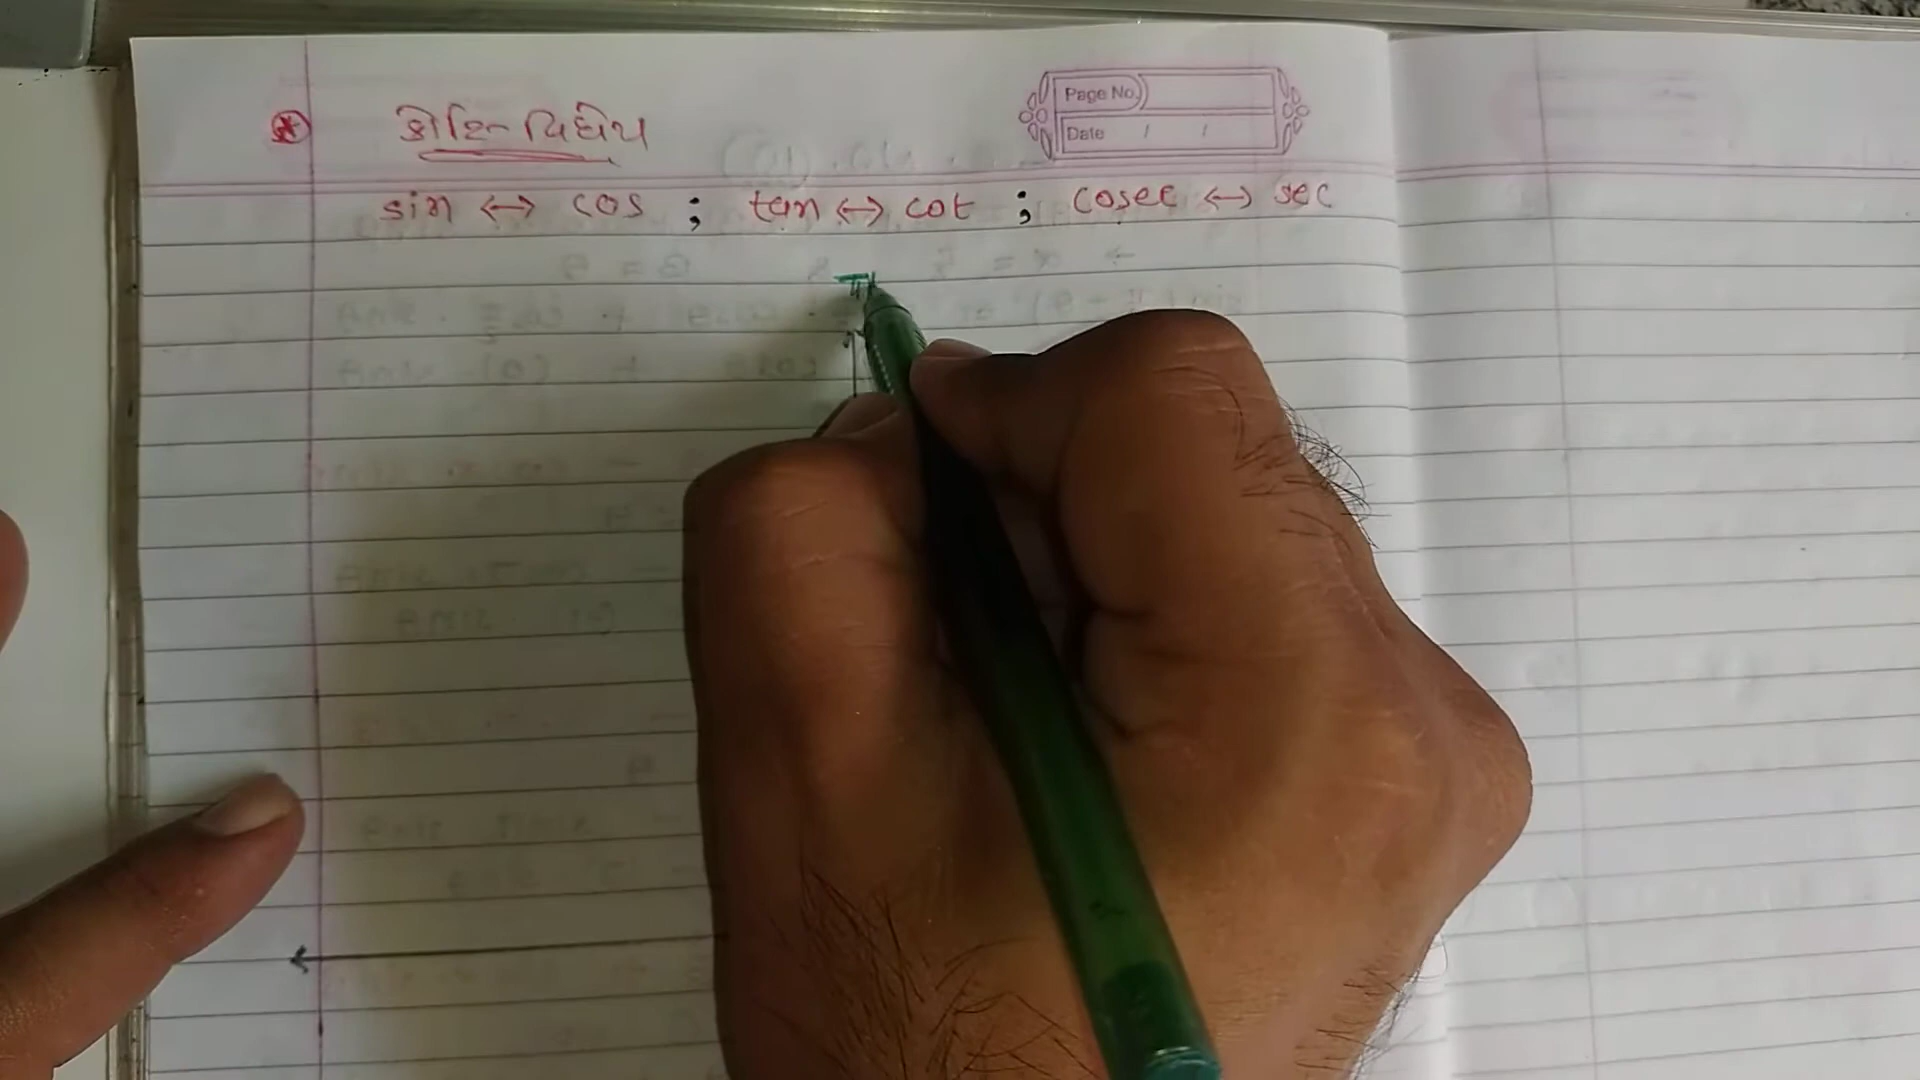 કોટિ-વિધેય
Page No.
Date / /
sin ↔ cos ; tan ↔ cot ; cosec ↔ sec
π